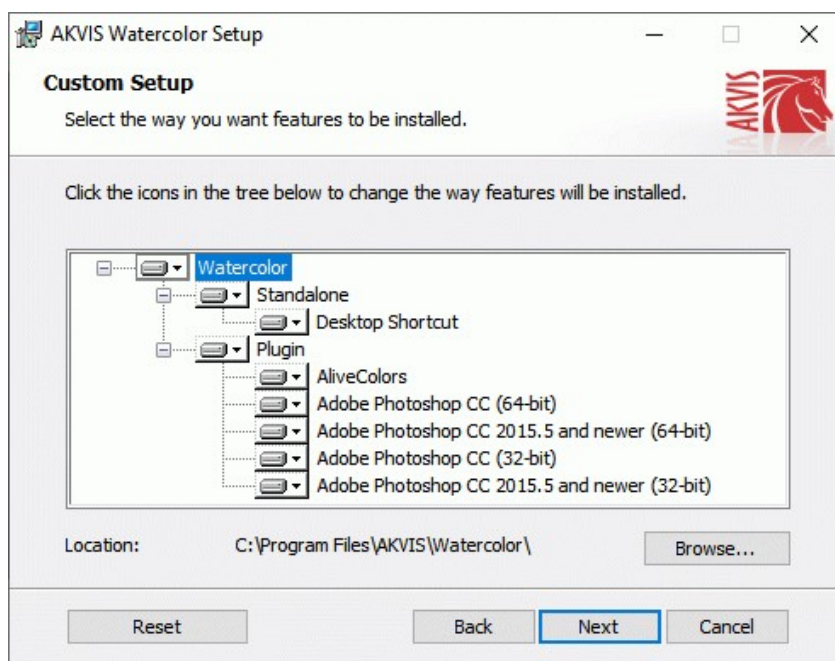 AKVIS Watercolor Setup
Custom Setup
Select the way you want features to be installed.
AKVIS
Click the icons in the tree below to change the way features will be installed.
Watercolor
Standalone
Desktop Shortcut
Plugin
AliveColors
Adobe Photoshop CC (64-bit)
Adobe Photoshop CC 2015.5 and newer (64-bit)
Adobe Photoshop CC (32-bit)
Adobe Photoshop CC 2015.5 and newer (32-bit)
Location: C:\Program Files\AKVIS\Watercolor\ Browse...
Reset Back Next Cancel